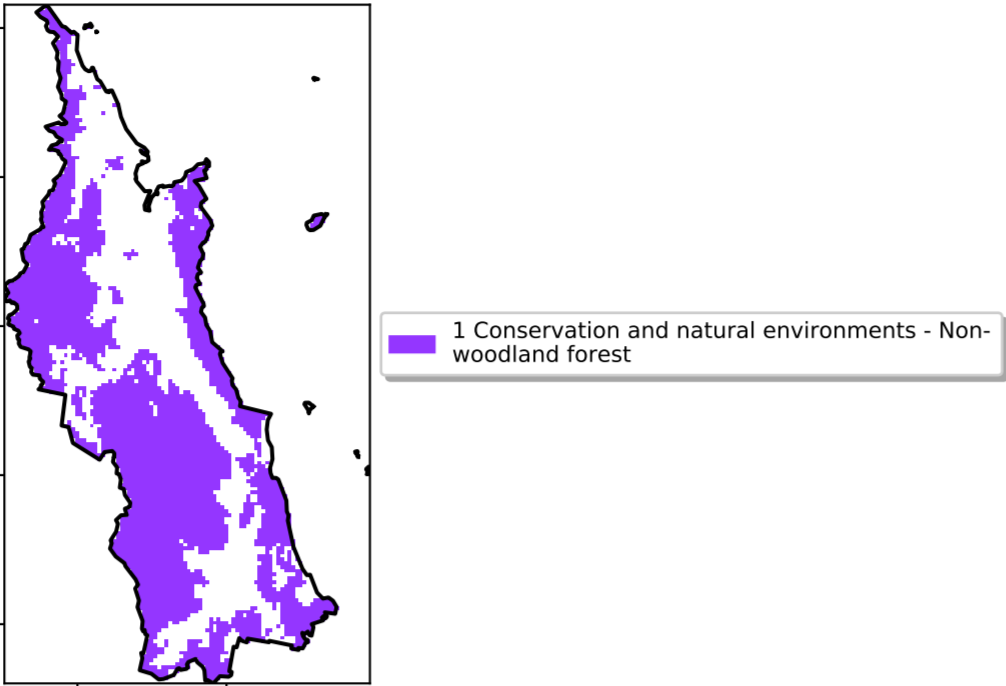 1 Conservation and natural environments - Non-
woodland forest